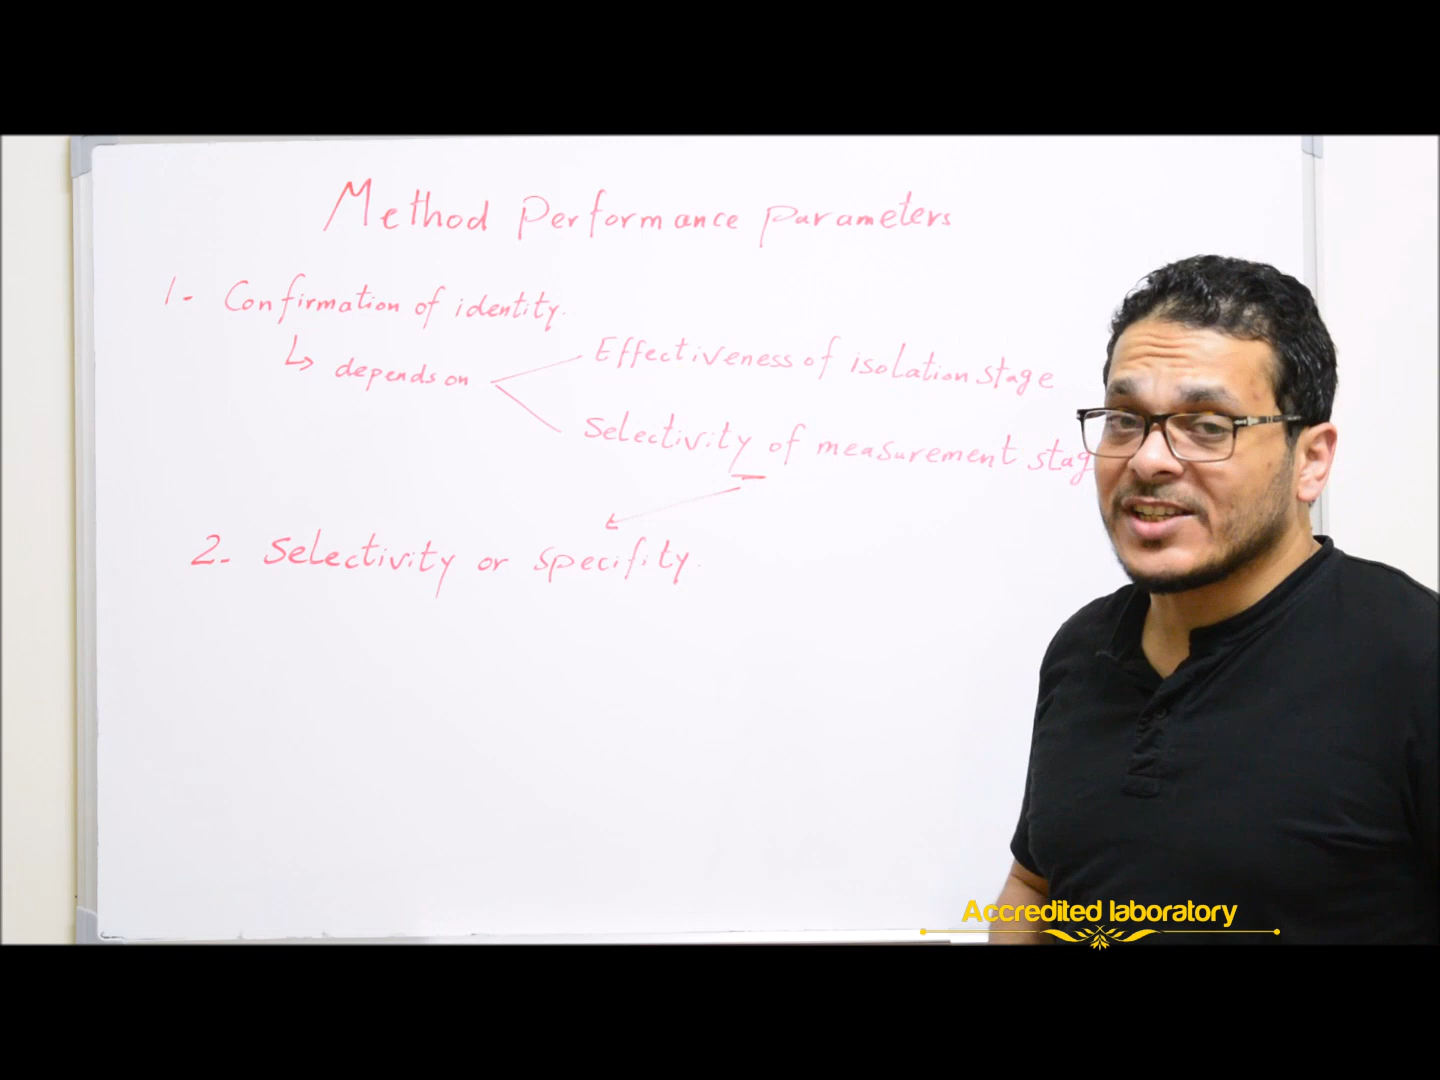 Method Performance parameters
1- Confirmation of identity.
↳ depends on
Effectiveness of isolation stage
Selectivity of measurement stag
2- Selectivity or specifity.
Accredited laboratory